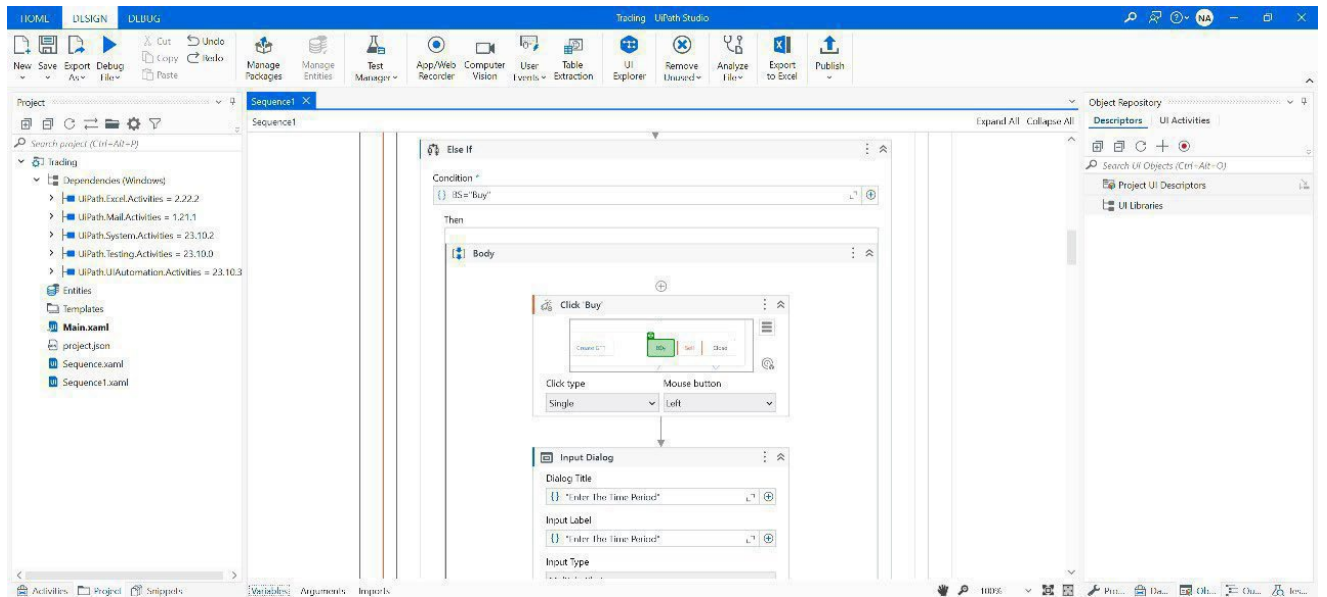 HOME DESIGN DEBUG
Trading UiPath Studio
NA
New Save Export As Debug File
Cut Copy Paste
Undo Redo
Manage Packages
Manage Entities
Test Manager
App/Web Recorder
Computer Vision
User Events
Table Extraction
UI Explorer
Remove Unused
Analyze File
Export to Excel
Publish
Project
Search project (Ctrl+Alt+P)
Trading
Dependencies (Windows)
UiPath.Excel.Activities = 2.22.2
UiPath.Mail.Activities = 1.21.1
UiPath.System.Activities = 23.10.2
UiPath.Testing.Activities = 23.10.0
UiPath.UIAutomation.Activities = 23.10.3
Entities
Templates
Main.xaml
project.json
Sequence.xaml
Sequence1.xaml
Activities Project Snippets
Sequence1
Sequence1 Expand All Collapse All
Else If
Condition *
BS="Buy"
Then
Body
Click 'Buy'
Buy Sell Close
Click type Mouse button
Single Left
Input Dialog
Dialog Title
"Enter The Time Period"
Input Label
"Enter The Time Period"
Input Type
Variables Arguments Imports
100%
Object Repository
Descriptors UI Activities
Search UI Objects (Ctrl+Alt+O)
Project UI Descriptors
UI Libraries
Pro... Da... Ob... Ou... Tes...